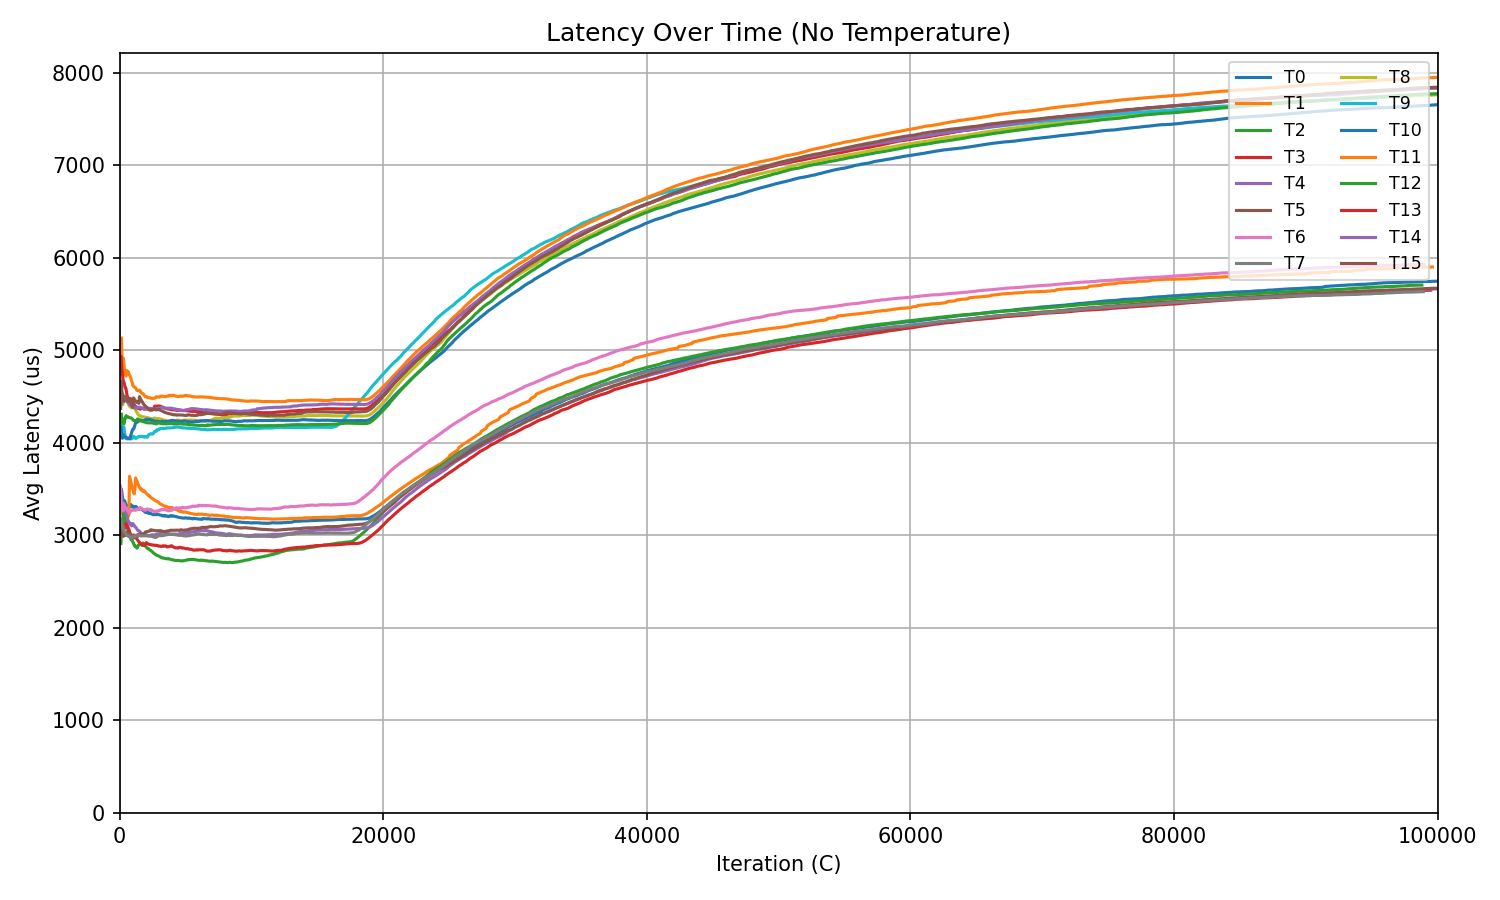 Latency Over Time (No Temperature)
8000
7000
6000
5000
4000
3000
2000
1000
0
Avg Latency (us)
T0 T8
T1 T9
T2 T10
T3 T11
T4 T12
T5 T13
T6 T14
T7 T15
0 20000 40000 60000 80000 100000
Iteration (C)